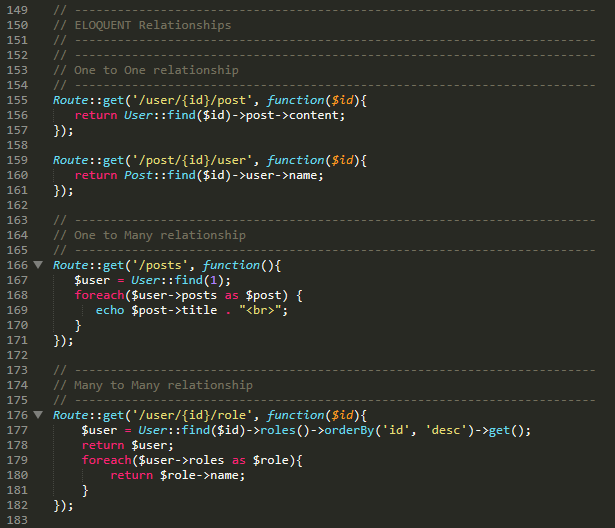 149 // -------------------------------------------------------------------------
150 // ELOQUENT Relationships
151 // -------------------------------------------------------------------------
152 // -------------------------------------------------------------------------
153 // One to One relationship
154 // -------------------------------------------------------------------------
155 Route::get('/user/{id}/post', function($id){
156    return User::find($id)->post->content;
157 });
158
159 Route::get('/post/{id}/user', function($id){
160    return Post::find($id)->user->name;
161 });
162
163 // -------------------------------------------------------------------------
164 // One to Many relationship
165 // -------------------------------------------------------------------------
166 ▼ Route::get('/posts', function(){
167    $user = User::find(1);
168    foreach($user->posts as $post) {
169       echo $post->title . "<br>";
170    }
171 });
172
173 // -------------------------------------------------------------------------
174 // Many to Many relationship
175 // -------------------------------------------------------------------------
176 ▼ Route::get('/user/{id}/role', function($id){
177     $user = User::find($id)->roles()->orderBy('id', 'desc')->get();
178     return $user;
179     foreach($user->roles as $role){
180         return $role->name;
181     }
182 });
183